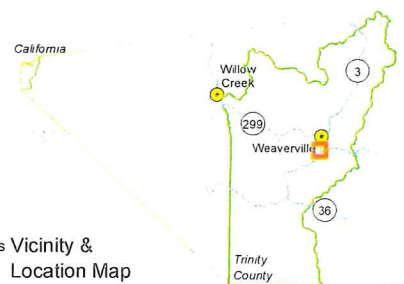 California
Willow
Creek
3
299
Weaverville
36
s Vicinity &
Location Map
Trinity
County